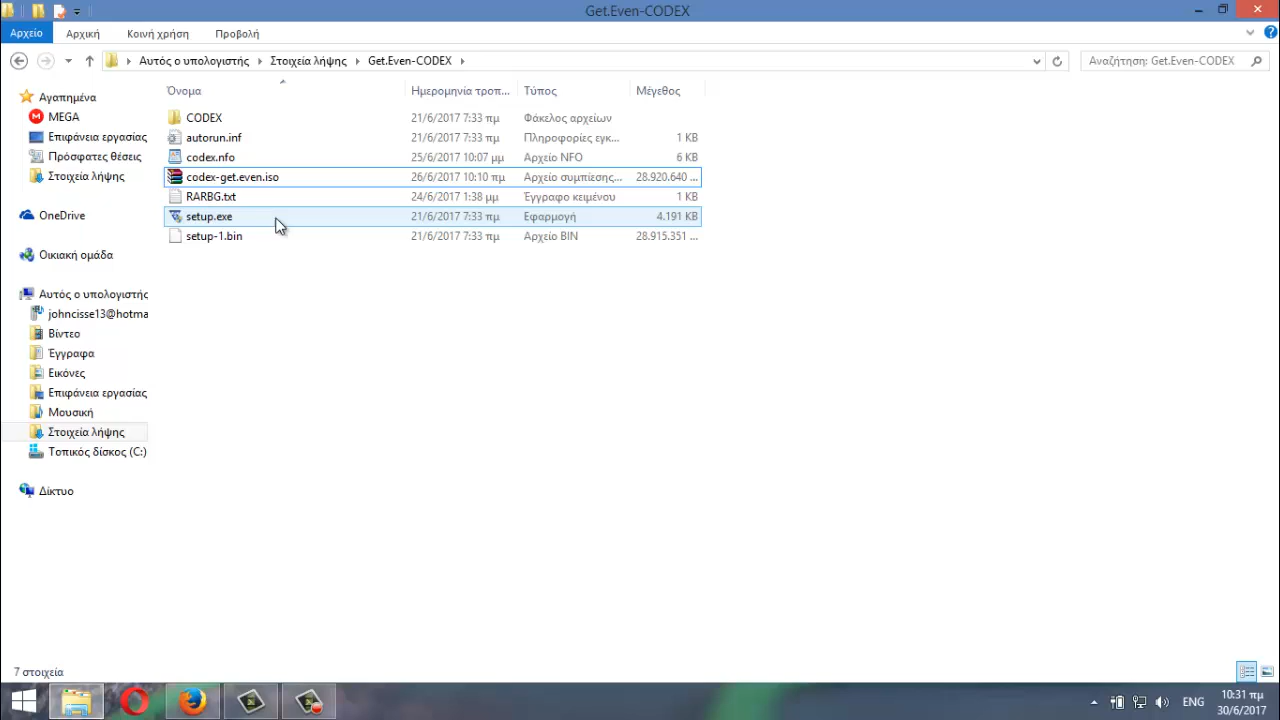 Get.Even-CODEX
Αρχείο Αρχική Κοινή χρήση Προβολή
Αυτός ο υπολογιστής Στοιχεία λήψης Get.Even-CODEX Αναζήτηση: Get.Even-CODEX
Όνομα Ημερομηνία τροπ... Τύπος Μέγεθος
CODEX 21/6/2017 7:33 πμ Φάκελος αρχείων
autorun.inf 21/6/2017 7:33 πμ Πληροφορίες εγκ... 1 KB
codex.nfo 25/6/2017 10:07 μμ Αρχείο NFO 6 KB
codex-get.even.iso 26/6/2017 10:10 πμ Αρχείο συμπίεσης... 28.920.640 ...
RARBG.txt 24/6/2017 1:38 μμ Έγγραφο κειμένου 1 KB
setup.exe 21/6/2017 7:33 πμ Εφαρμογή 4.191 KB
setup-1.bin 21/6/2017 7:33 πμ Αρχείο BIN 28.915.351 ...
Αγαπημένα
MEGA
Επιφάνεια εργασίας
Πρόσφατες θέσεις
Στοιχεία λήψης
OneDrive
Οικιακή ομάδα
Αυτός ο υπολογιστής
johncisse13@hotma
Βίντεο
Έγγραφα
Εικόνες
Επιφάνεια εργασίας
Μουσική
Στοιχεία λήψης
Τοπικός δίσκος (C:)
Δίκτυο
7 στοιχεία
ENG
10:31 πμ
30/6/2017